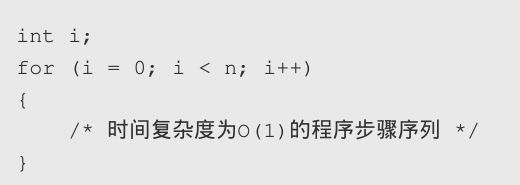 int i;
for (i = 0; i < n; i++)
{
/* 时间复杂度为O(1)的程序步骤序列 */
}